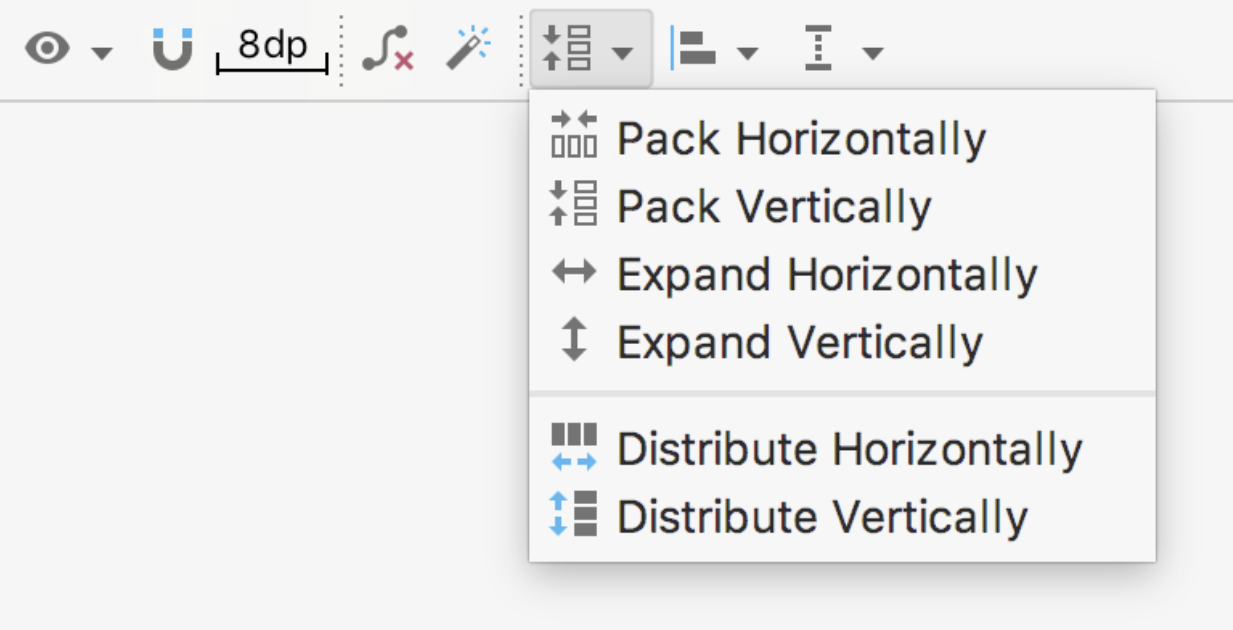 8dp
Pack Horizontally
Pack Vertically
Expand Horizontally
Expand Vertically
Distribute Horizontally
Distribute Vertically